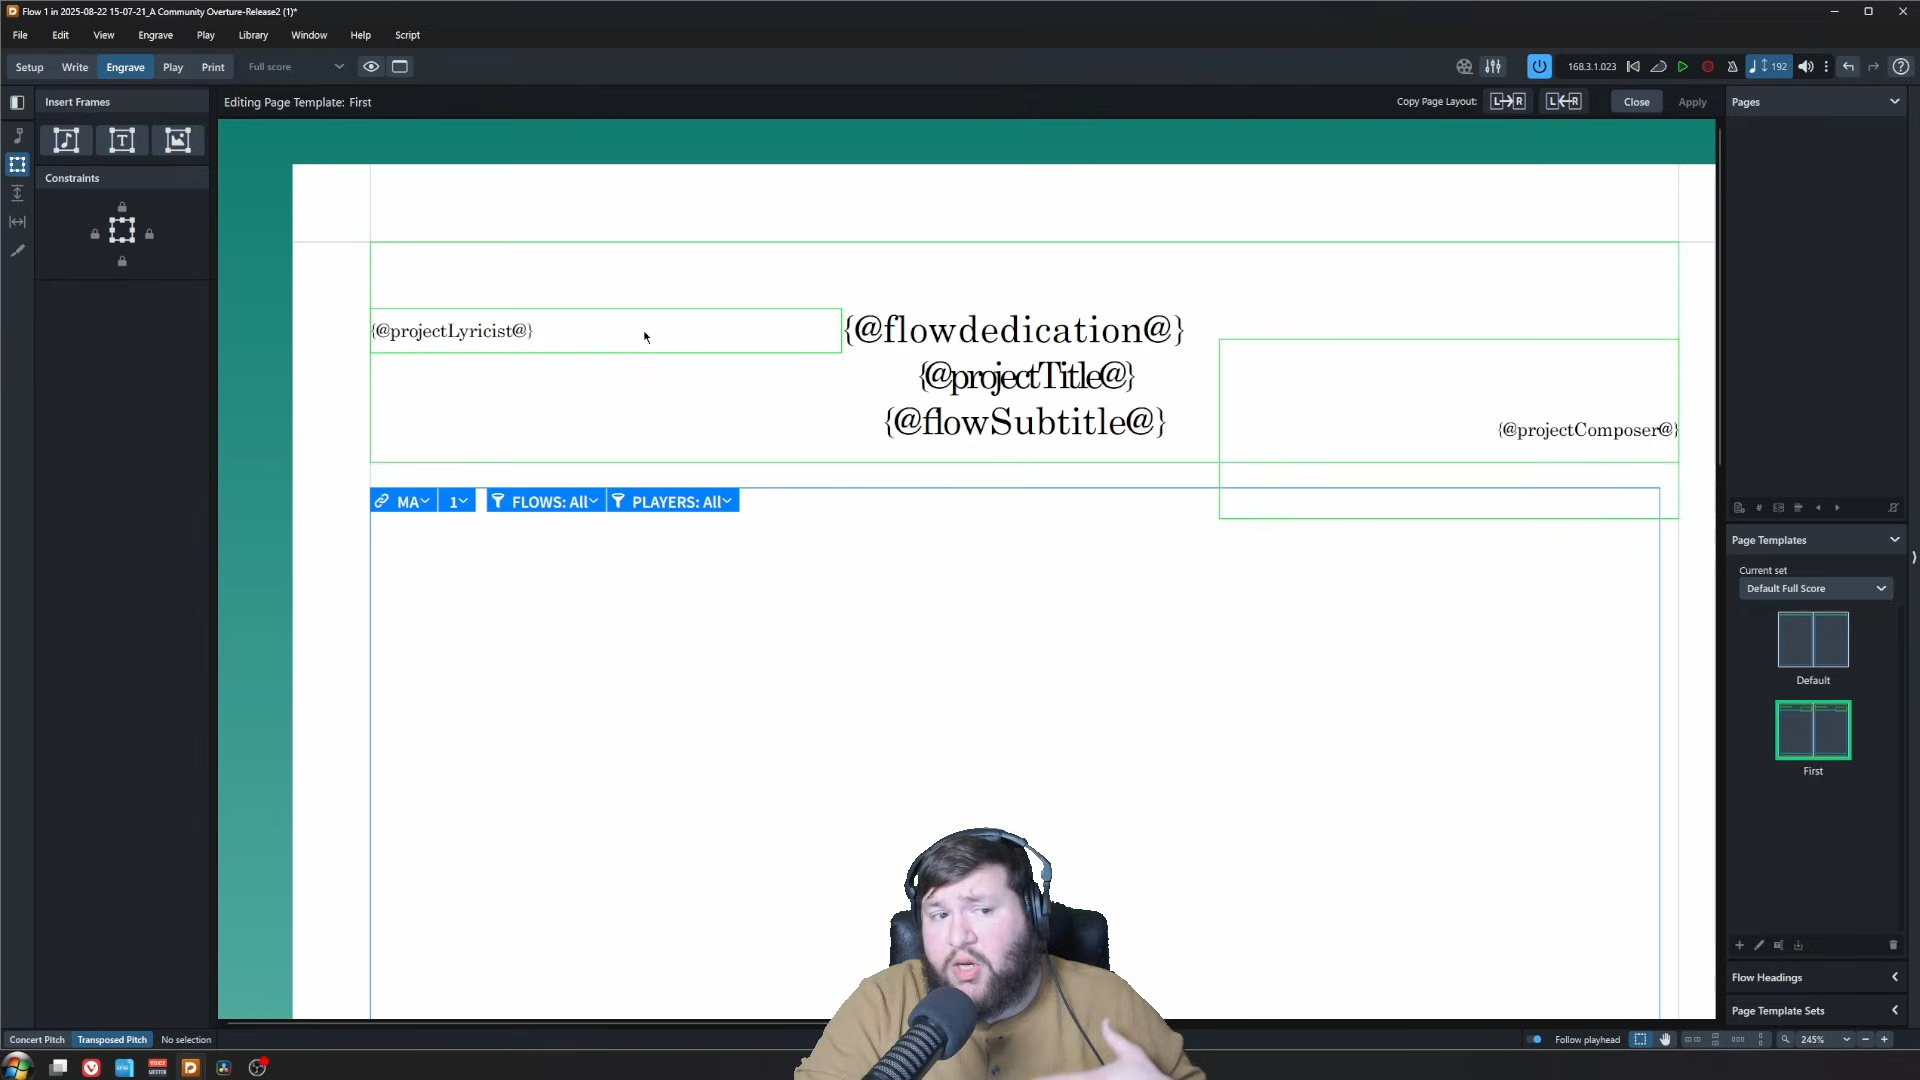 Flow 1 in 2025-08-22 15-07-21_A Community Overture-Release2 (1)*
File Edit View Engrave Play Library Window Help Script
Setup Write Engrave Play Print Full score 168.3.1.023 192
Insert Frames
Editing Page Template: First
Copy Page Layout: L R L R Close Apply
Pages
T
Constraints
{@projectLyricist@}
{@flowdedication@}
{@projectTitle@}
{@flowSubtitle@}
{@projectComposer@}
MA 1 FLOWS: All PLAYERS: All
Page Templates
Current set
Default Full Score
Default
First
Flow Headings
Page Template Sets
Concert Pitch Transposed Pitch No selection
Follow playhead 245%